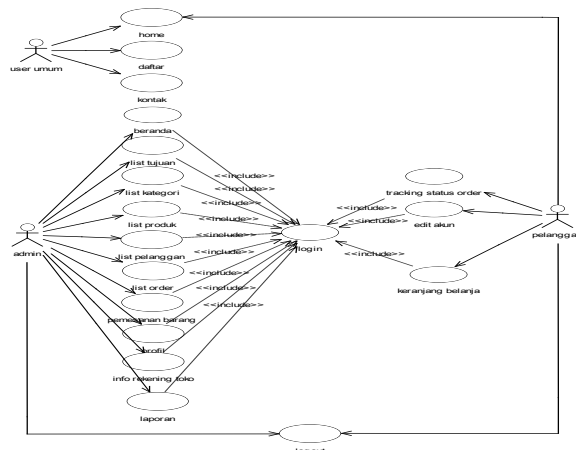 home
user umum
daftar
kontak
beranda
list tujuan
<<include>>
<<include>>
list kategori
tracking status order
<<include>>
<<include>>
list produk
<<include>>
edit akun
admin
list pelanggan
<<include>>
login
<<include>>
pelangga
<<include>>
list order
<<include>>
keranjang belanja
pemesanan barang
<<include>>
profil
info rekening toko
laporan